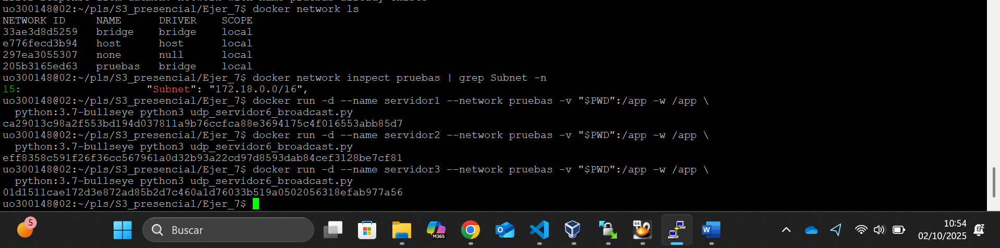 uo300148@02:~/pls/S3_presencial/Ejer_7$ docker network ls
NETWORK ID     NAME      DRIVER    SCOPE
33ae3d8d5259   bridge    bridge    local
e776fecd3b94   host      host      local
297ea3055307   none      null      local
205b3165ed63   pruebas   bridge    local
uo300148@02:~/pls/S3_presencial/Ejer_7$ docker network inspect pruebas | grep Subnet -n
15:                    "Subnet": "172.18.0.0/16",
uo300148@02:~/pls/S3_presencial/Ejer_7$ docker run -d --name servidor1 --network pruebas -v "$PWD":/app -w /app \
  python:3.7-bullseye python3 udp_servidor6_broadcast.py
ca29013c98a2f553bd194d037811a9b76ccfca88e3694175c4f016553abb85d7
uo300148@02:~/pls/S3_presencial/Ejer_7$ docker run -d --name servidor2 --network pruebas -v "$PWD":/app -w /app \
  python:3.7-bullseye python3 udp_servidor6_broadcast.py
eff8358c591f26f36cc567961a0d32b93a22cd97d8593dab84cef3128be7cf81
uo300148@02:~/pls/S3_presencial/Ejer_7$ docker run -d --name servidor3 --network pruebas -v "$PWD":/app -w /app \
  python:3.7-bullseye python3 udp_servidor6_broadcast.py
01d1511cae172d3e872ad85b2d7c460a1d76033b519a0502056318efab977a56
uo300148@02:~/pls/S3_presencial/Ejer_7$
5
Buscar
M365
64
10:54
02/10/2025